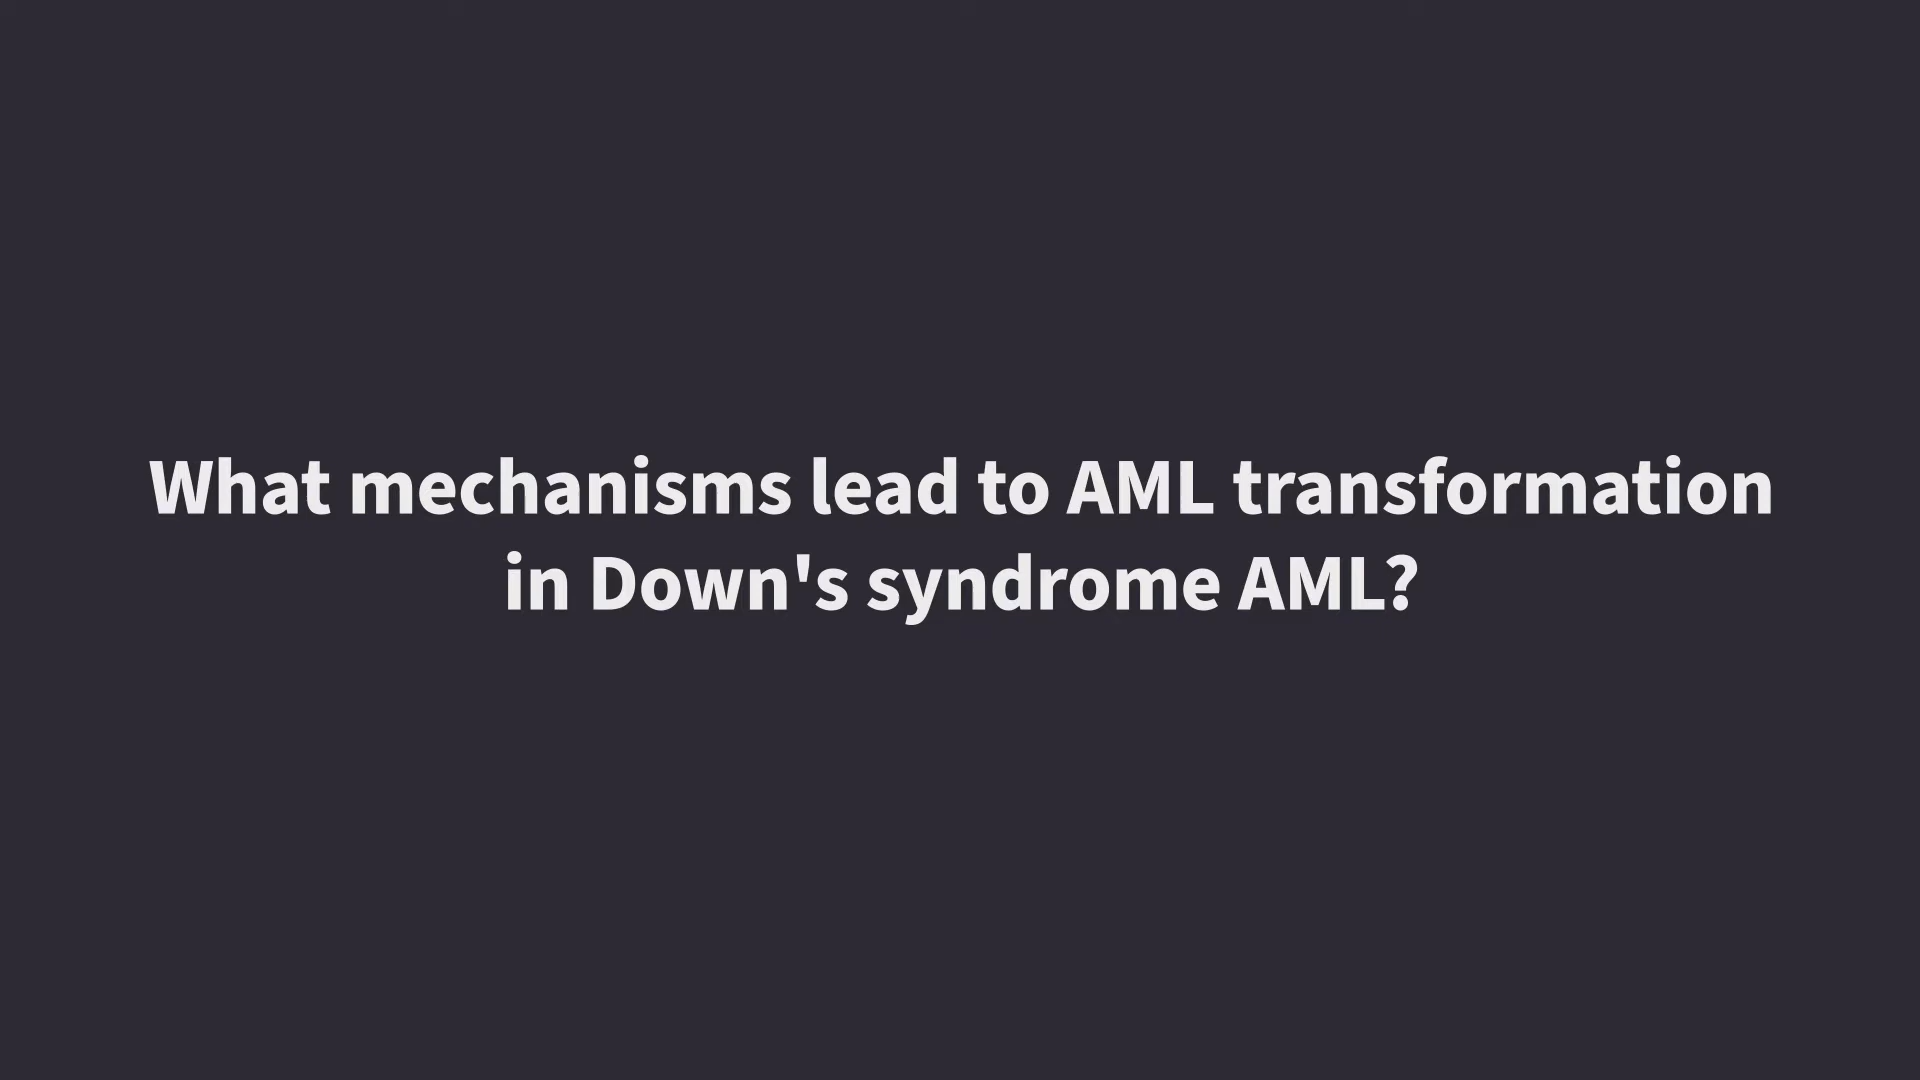 What mechanisms lead to AML transformation
in Down's syndrome AML?